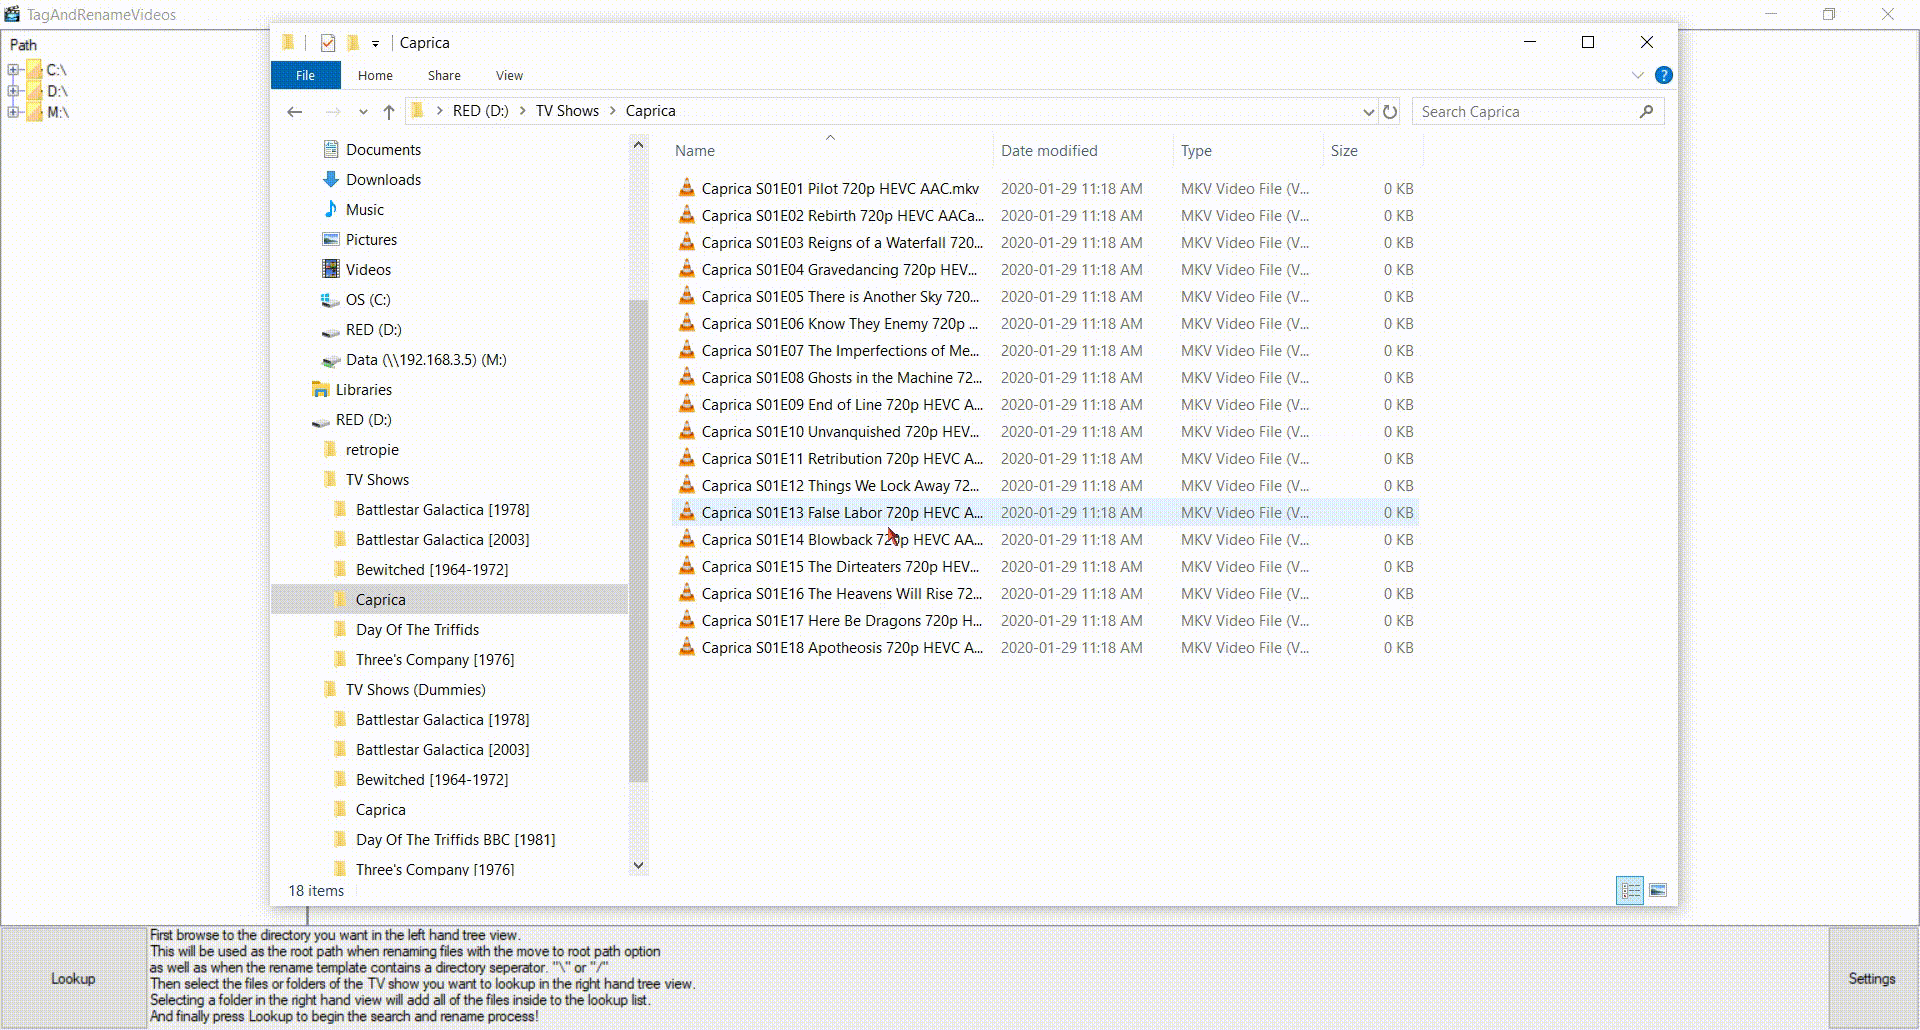 TagAndRenameVideos
Path
C:\
D:\
M:\
Caprica
File Home Share View
RED (D:) > TV Shows > Caprica
Search Caprica
Documents
Downloads
Music
Pictures
Videos
OS (C:)
RED (D:)
Data (\\192.168.3.5) (M:)
Libraries
RED (D:)
retropie
TV Shows
Battlestar Galactica [1978]
Battlestar Galactica [2003]
Bewitched [1964-1972]
Caprica
Day Of The Triffids
Three's Company [1976]
TV Shows (Dummies)
Battlestar Galactica [1978]
Battlestar Galactica [2003]
Bewitched [1964-1972]
Caprica
Day Of The Triffids BBC [1981]
Three's Company [1976]
Name Date modified Type Size
Caprica S01E01 Pilot 720p HEVC AAC.mkv 2020-01-29 11:18 AM MKV Video File (V... 0 KB
Caprica S01E02 Rebirth 720p HEVC AACa... 2020-01-29 11:18 AM MKV Video File (V... 0 KB
Caprica S01E03 Reigns of a Waterfall 720... 2020-01-29 11:18 AM MKV Video File (V... 0 KB
Caprica S01E04 Gravedancing 720p HEV... 2020-01-29 11:18 AM MKV Video File (V... 0 KB
Caprica S01E05 There is Another Sky 720... 2020-01-29 11:18 AM MKV Video File (V... 0 KB
Caprica S01E06 Know They Enemy 720p ... 2020-01-29 11:18 AM MKV Video File (V... 0 KB
Caprica S01E07 The Imperfections of Me... 2020-01-29 11:18 AM MKV Video File (V... 0 KB
Caprica S01E08 Ghosts in the Machine 72... 2020-01-29 11:18 AM MKV Video File (V... 0 KB
Caprica S01E09 End of Line 720p HEVC A... 2020-01-29 11:18 AM MKV Video File (V... 0 KB
Caprica S01E10 Unvanquished 720p HEV... 2020-01-29 11:18 AM MKV Video File (V... 0 KB
Caprica S01E11 Retribution 720p HEVC A... 2020-01-29 11:18 AM MKV Video File (V... 0 KB
Caprica S01E12 Things We Lock Away 72... 2020-01-29 11:18 AM MKV Video File (V... 0 KB
Caprica S01E13 False Labor 720p HEVC A... 2020-01-29 11:18 AM MKV Video File (V... 0 KB
Caprica S01E14 Blowback 720p HEVC AA... 2020-01-29 11:18 AM MKV Video File (V... 0 KB
Caprica S01E15 The Dirteaters 720p HEV... 2020-01-29 11:18 AM MKV Video File (V... 0 KB
Caprica S01E16 The Heavens Will Rise 72... 2020-01-29 11:18 AM MKV Video File (V... 0 KB
Caprica S01E17 Here Be Dragons 720p H... 2020-01-29 11:18 AM MKV Video File (V... 0 KB
Caprica S01E18 Apotheosis 720p HEVC A... 2020-01-29 11:18 AM MKV Video File (V... 0 KB
18 items
Lookup
First browse to the directory you want in the left hand tree view.
This will be used as the root path when renaming files with the move to root path option
as well as when the rename template contains a directory seperator. "\" or "/"
Then select the files or folders of the TV show you want to lookup in the right hand tree view.
Selecting a folder in the right hand view will add all of the files inside to the lookup list.
And finally press Lookup to begin the search and rename process!
Settings